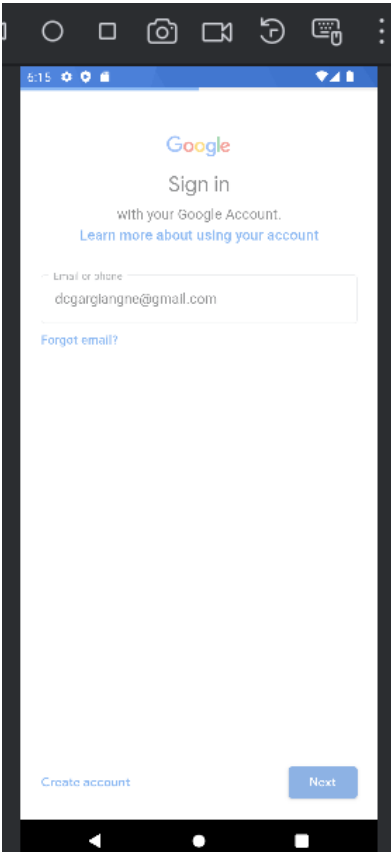 6:15
Google
Sign in
with your Google Account.
Learn more about using your account
Email or phone
dcgarglangne@gmail.com
Forgot email?
Create account
Next